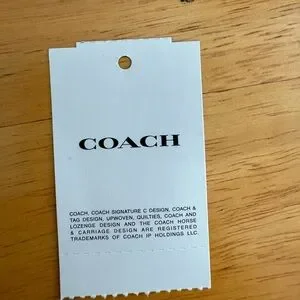 COACH
COACH, COACH SIGNATURE C DESIGN, COACH &
TAG DESIGN, UPWOVEN, QUILTIES, COACH AND
LOZENGE DESIGN AND THE COACH HORSE
& CARRIAGE DESIGN ARE REGISTERED
TRADEMARKS OF COACH IP HOLDINGS LLC.